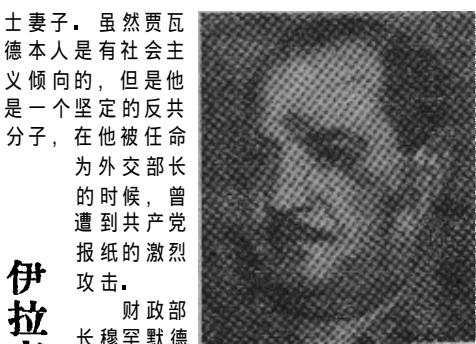 士妻子．虽然贾瓦
德本人是有社会主
义倾向的，但是他
是一个坚定的反共
分子，在他被任命
为外交部长
的时候，曾
遭到共产党
报纸的激烈
攻击．
财政部
长穆罕默德
伊拉